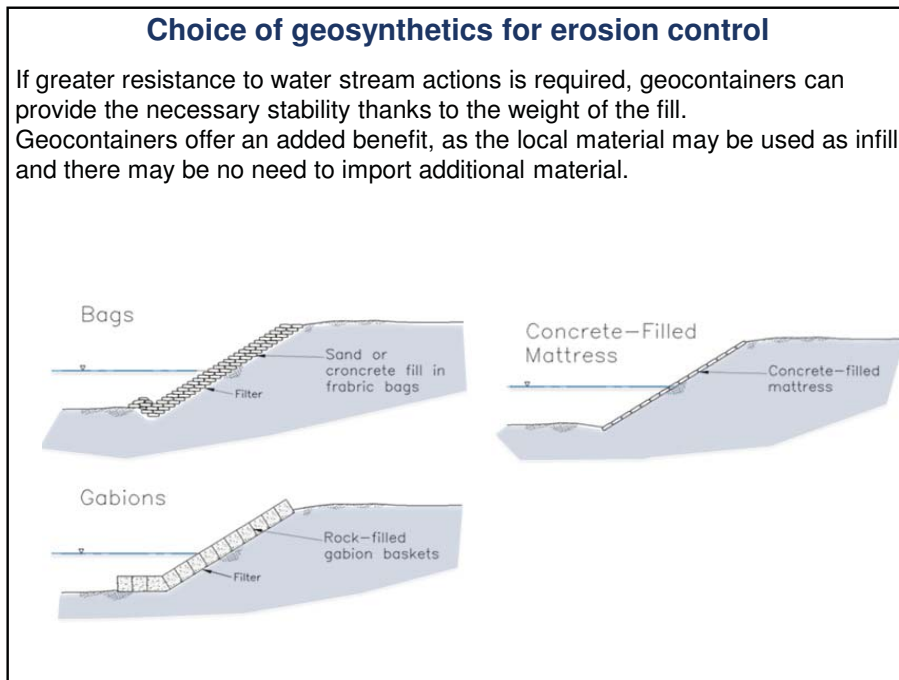 Choice of geosynthetics for erosion control
If greater resistance to water stream actions is required, geocontainers can
provide the necessary stability thanks to the weight of the fill.
Geocontainers offer an added benefit, as the local material may be used as infill
and there may be no need to import additional material.
Bags
Sand or
croncrete fill in
frabric bags
Filter
Concrete-Filled
Mattress
Concrete-filled
mattress
Gabions
Rock-filled
gabion baskets
Filter